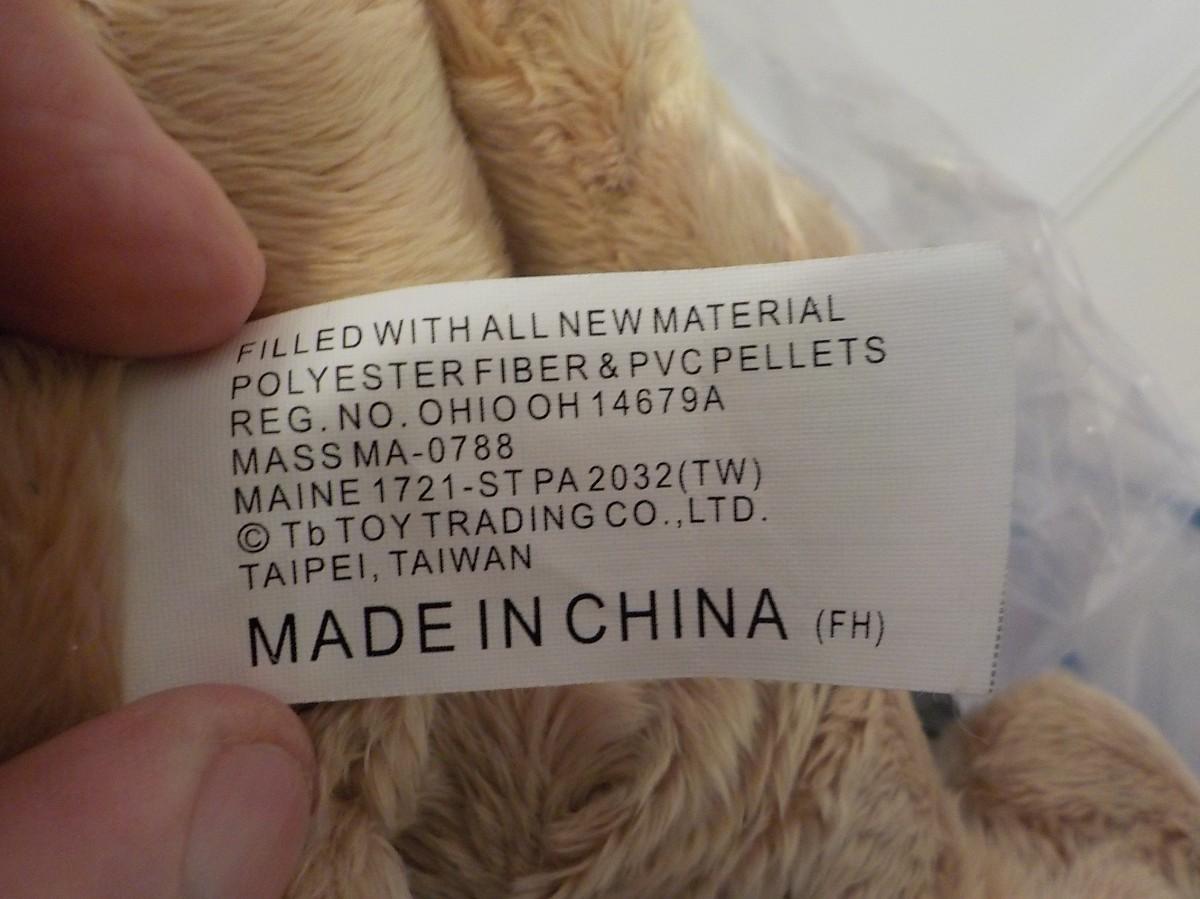 FILLED WITH ALL NEW MATERIAL
POLYESTER FIBER & PVC PELLETS
REG. NO. OHIO OH 14679A
MASS MA-0788
MAINE 1721-ST PA 2032(TW)
© Tb TOY TRADING CO.,LTD.
TAIPEI, TAIWAN
MADE IN CHINA (FH)